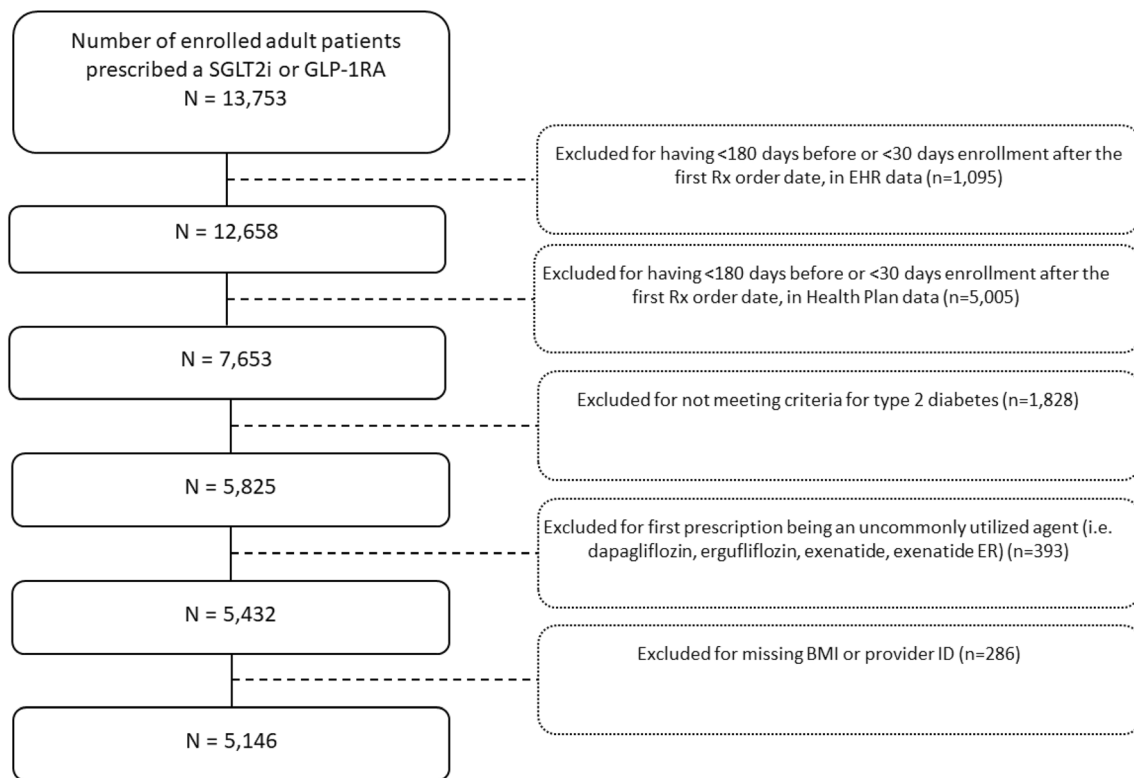 Number of enrolled adult patients
prescribed a SGLT2i or GLP-1RA
N = 13,753
Excluded for having <180 days before or <30 days enrollment after the
first Rx order date, in EHR data (n=1,095)
N = 12,658
Excluded for having <180 days before or <30 days enrollment after the
first Rx order date, in Health Plan data (n=5,005)
N = 7,653
Excluded for not meeting criteria for type 2 diabetes (n=1,828)
N = 5,825
Excluded for first prescription being an uncommonly utilized agent (i.e.
dapagliflozin, ergufliflozin, exenatide, exenatide ER) (n=393)
N = 5,432
Excluded for missing BMI or provider ID (n=286)
N = 5,146